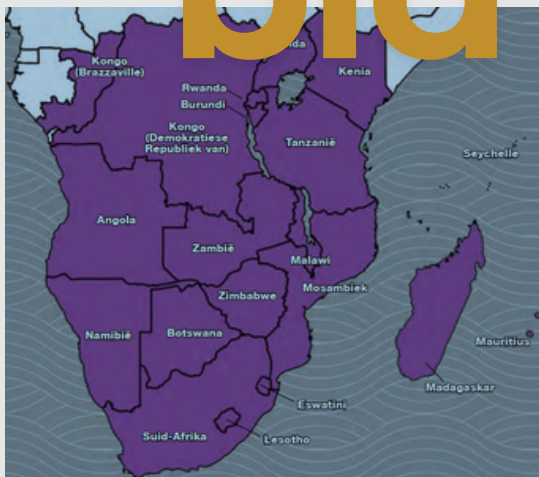 bid
Kongo
(Brazzaville)
Kenia
Rwanda
Burundi
Kongo
(Demokratiese
Republiek van)
Tanzanië
Seychelle
Angola
Zambië
Malawi
Mosambiek
Zimbabwe
Namibië
Botswana
Mauritius
Madagaskar
Eswatini
Suid-Afrika
Lesotho